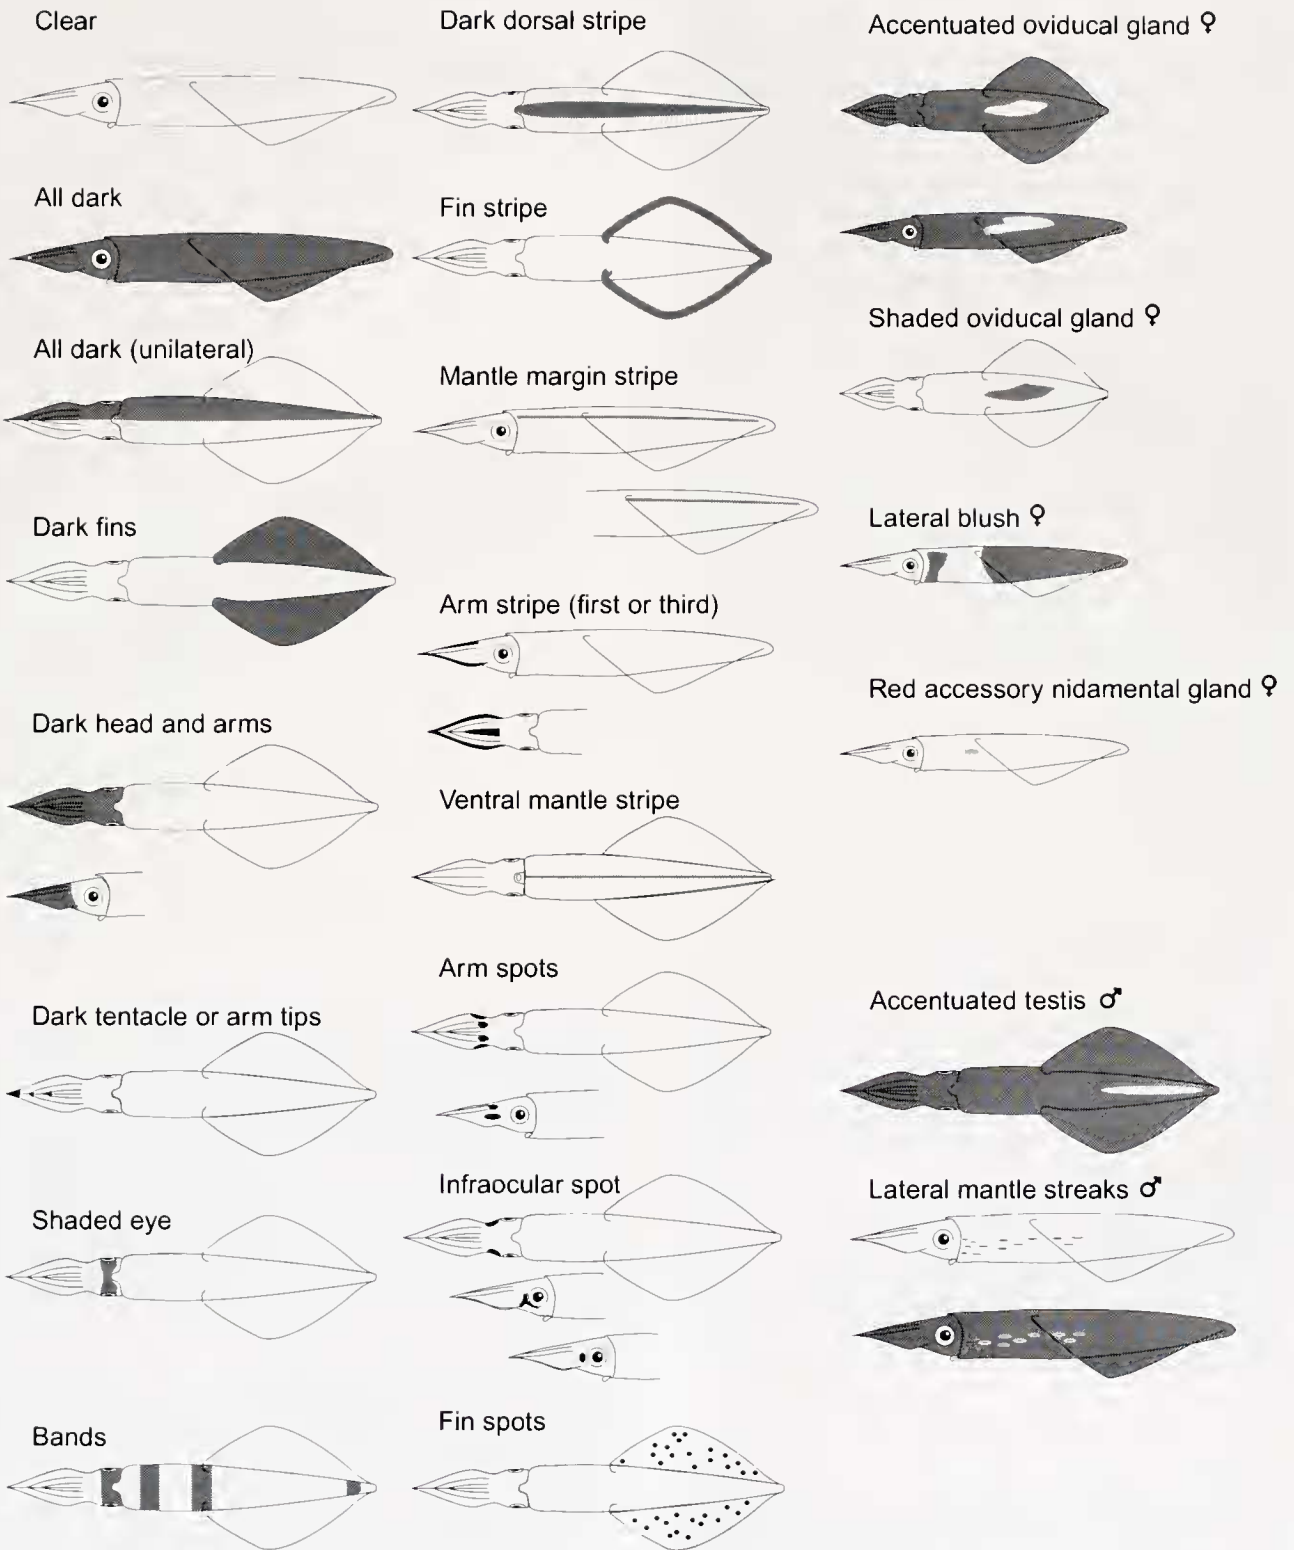 Clear
All dark
All dark (unilateral)
Dark fins
Dark head and arms
Dark tentacle or arm tips
Shaded eye
Bands
Dark dorsal stripe
Fin stripe
Mantle margin stripe
Arm stripe (first or third)
Ventral mantle stripe
Arm spots
Infraocular spot
Fin spots
Accentuated oviducal gland ♀
Shaded oviducal gland ♀
Lateral blush ♀
Red accessory nidamental gland ♀
Accentuated testis ♂
Lateral mantle streaks ♂